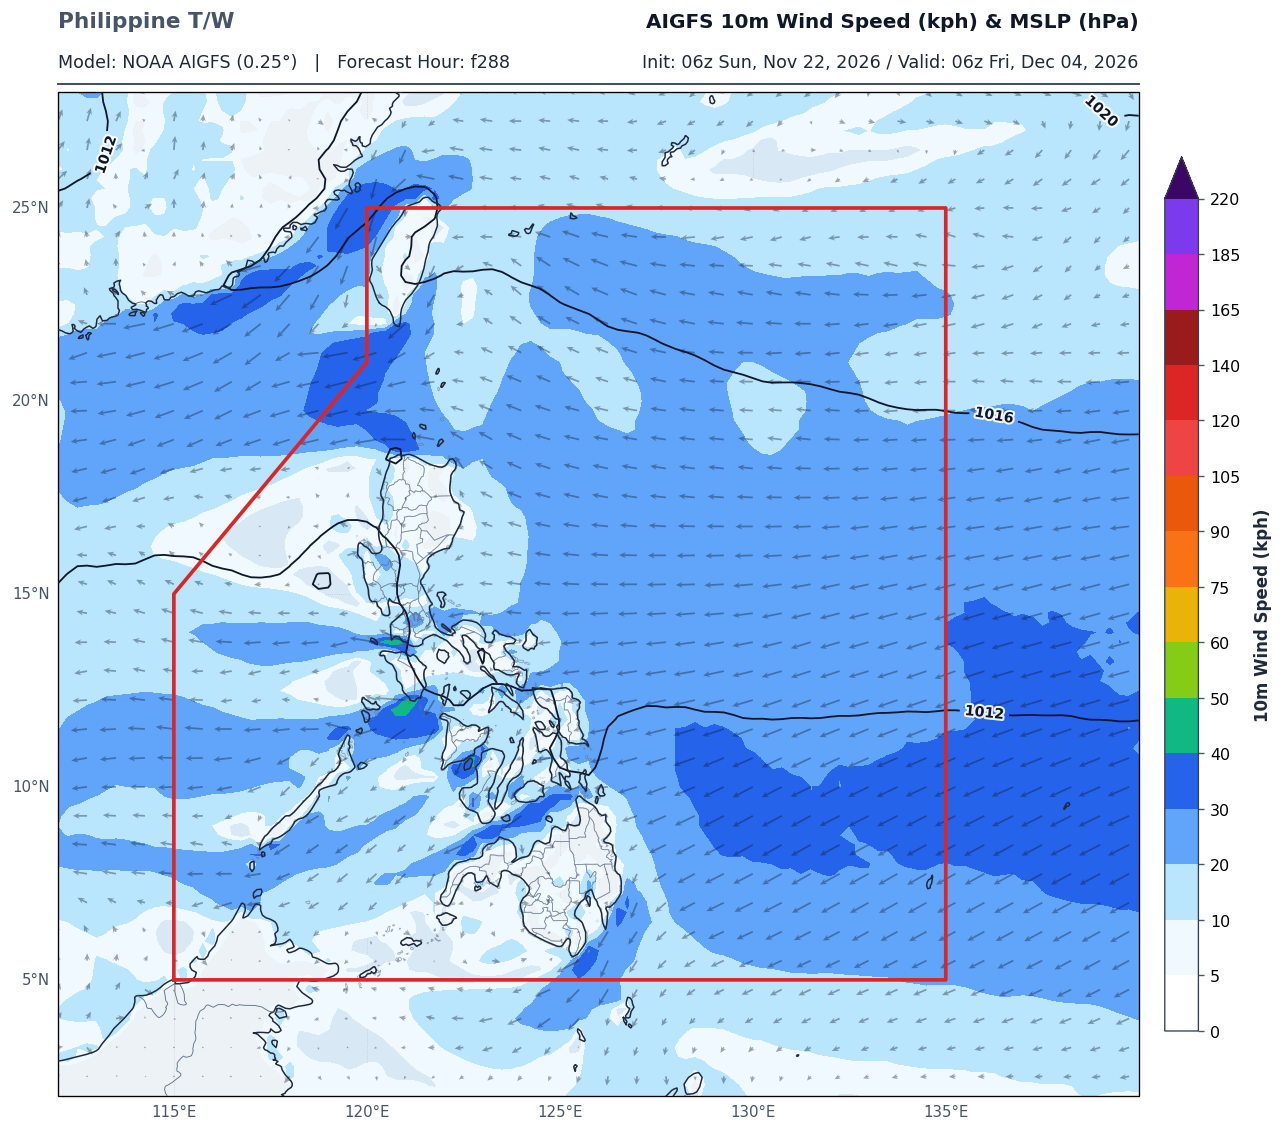 Philippine T/W
AIGFS 10m Wind Speed (kph) & MSLP (hPa)
Model: NOAA AIGFS (0.25°) | Forecast Hour: f288
Init: 06z Sun, Nov 22, 2026 / Valid: 06z Fri, Dec 04, 2026
1020
1012
1016
1012
25°N
20°N
15°N
10°N
5°N
115°E
120°E
125°E
130°E
135°E
220
185
165
140
120
105
90
75
60
50
40
30
20
10
5
0
10m Wind Speed (kph)